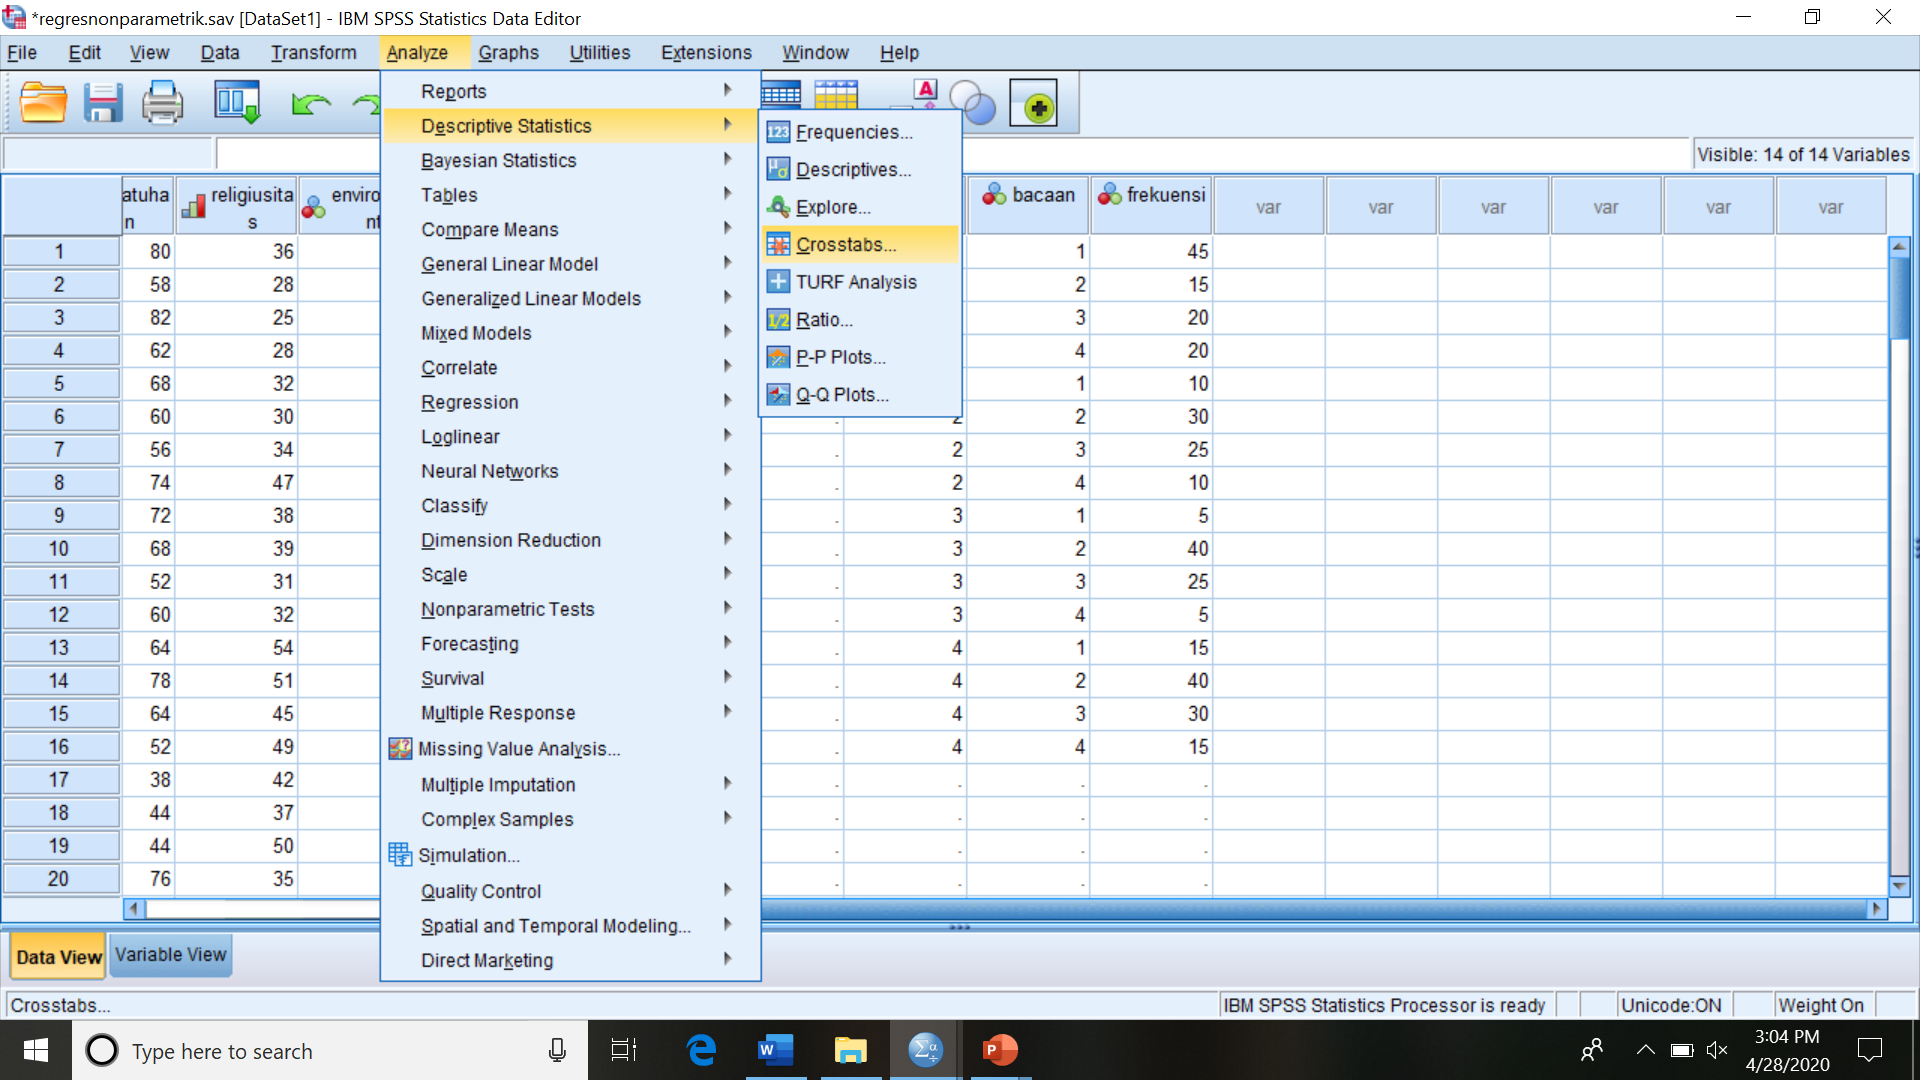 *regresnonparametrik.sav [DataSet1] - IBM SPSS Statistics Data Editor
File Edit View Data Transform Analyze Graphs Utilities Extensions Window Help
Visible: 14 of 14 Variables
Reports
Descriptive Statistics
Bayesian Statistics
Tables
Compare Means
General Linear Model
Generalized Linear Models
Mixed Models
Correlate
Regression
Loglinear
Neural Networks
Classify
Dimension Reduction
Scale
Nonparametric Tests
Forecasting
Survival
Multiple Response
Missing Value Analysis...
Multiple Imputation
Complex Samples
Simulation...
Quality Control
Spatial and Temporal Modeling...
Direct Marketing
123 Frequencies...
Descriptives...
Explore...
Crosstabs...
TURF Analysis
1/2 Ratio...
P-P Plots...
Q-Q Plots...
atuha religiusita enviro bacaan frekuensi var var var var var var
n s nt
1 80 36 1 45
2 58 28 2 15
3 82 25 3 20
4 62 28 4 20
5 68 32 1 10
6 60 30 2 2 30
7 56 34 . 2 3 25
8 74 47 . 2 4 10
9 72 38 . 3 1 5
10 68 39 . 3 2 40
11 52 31 . 3 3 25
12 60 32 . 3 4 5
13 64 54 . 4 1 15
14 78 51 . 4 2 40
15 64 45 . 4 3 30
16 52 49 . 4 4 15
17 38 42 . . . .
18 44 37 . . . .
19 44 50 . . . .
20 76 35 . . . .
Data View Variable View
Crosstabs... IBM SPSS Statistics Processor is ready Unicode:ON Weight On
Type here to search
3:04 PM
4/28/2020